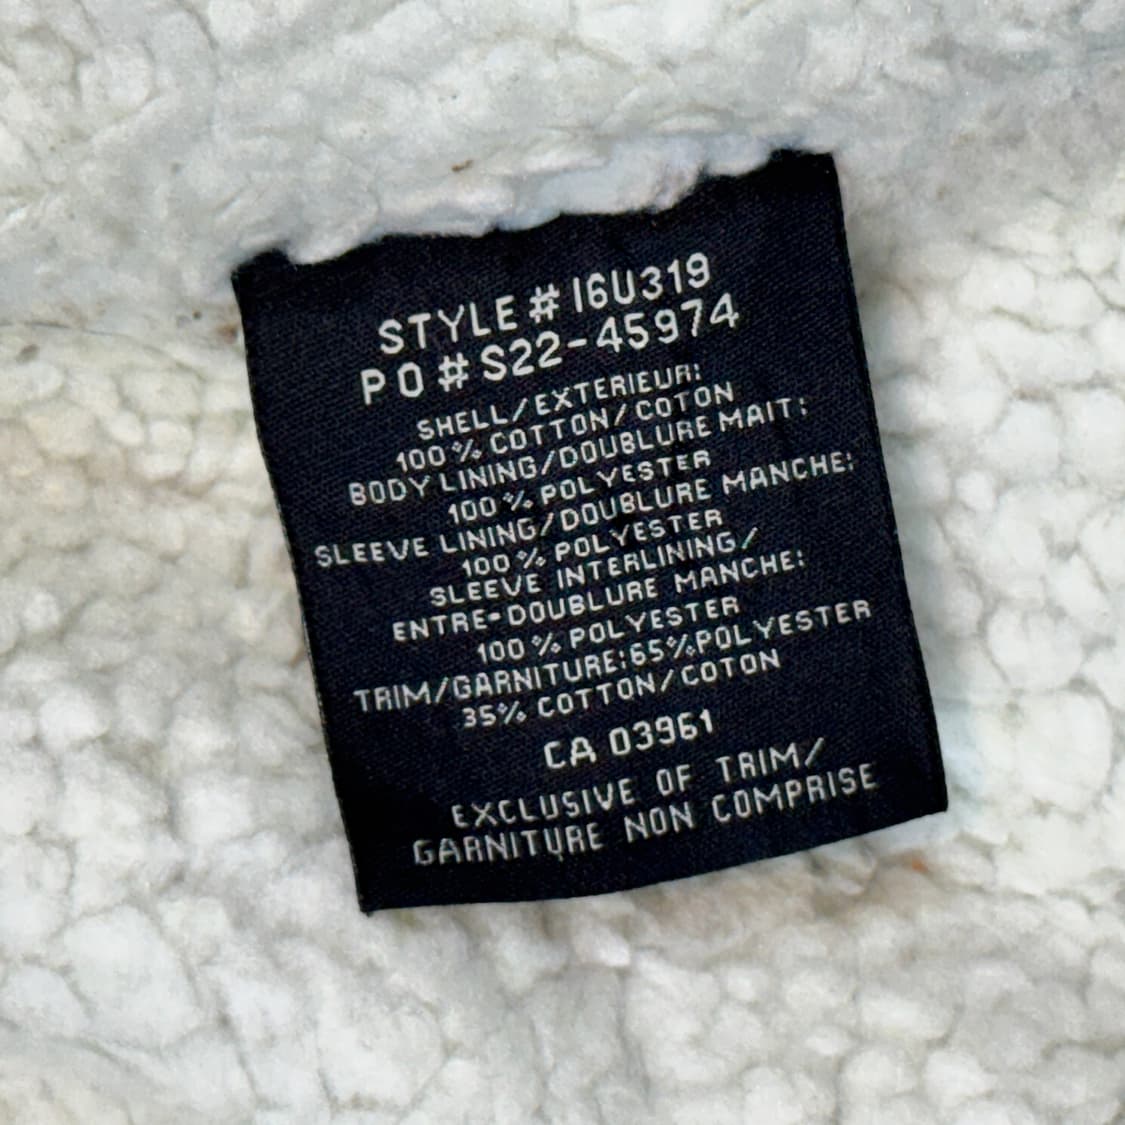 STYLE# 16U319
PO#S22-45974
SHELL/EXTERIEUR:
100% COTTON/COTON
BODY LINING/DOUBLURE MAIT:
100% POLYESTER
SLEEVE LINING/DOUBLURE MANCHE:
100% POLYESTER
SLEEVE INTERLINING/
ENTRE-DOUBLURE MANCHE:
100% POLYESTER
TRIM/GARNITURE:65%POLYESTER
35% COTTON/COTON
CA 03961
EXCLUSIVE OF TRIM/
GARNITURE NON COMPRISE